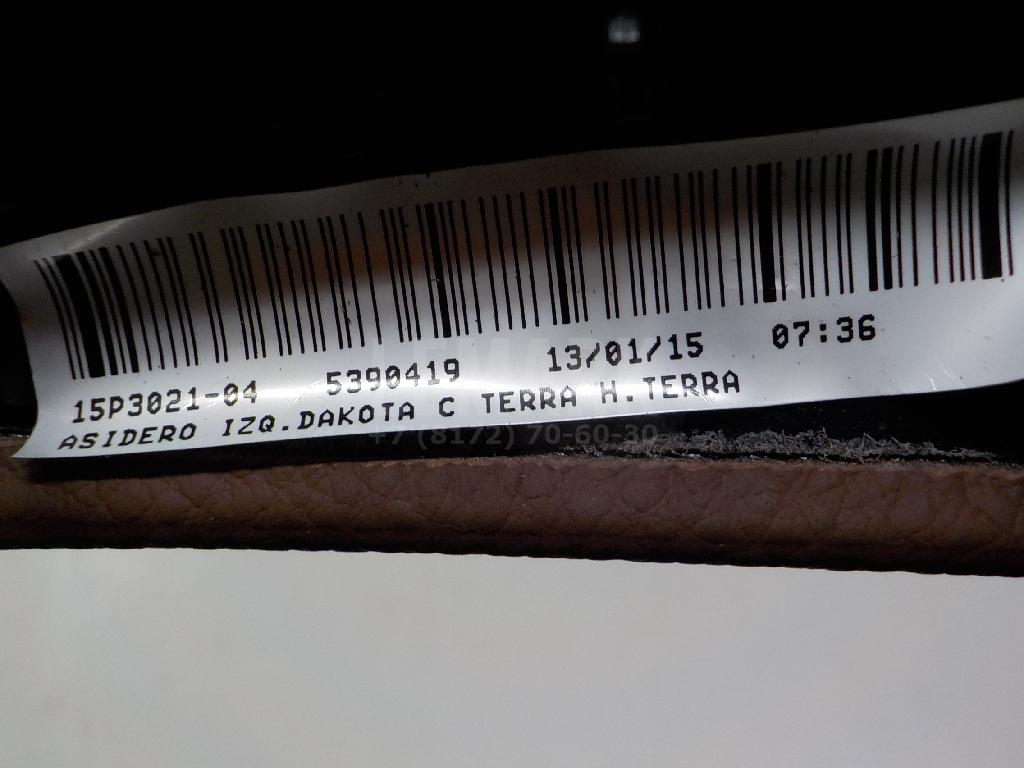 15P3021-04 5390419 13/01/15 07:36
ASIDERO IZQ.DAKOTA C TERRA H.TERRA
+7 (8172) 70-60-30